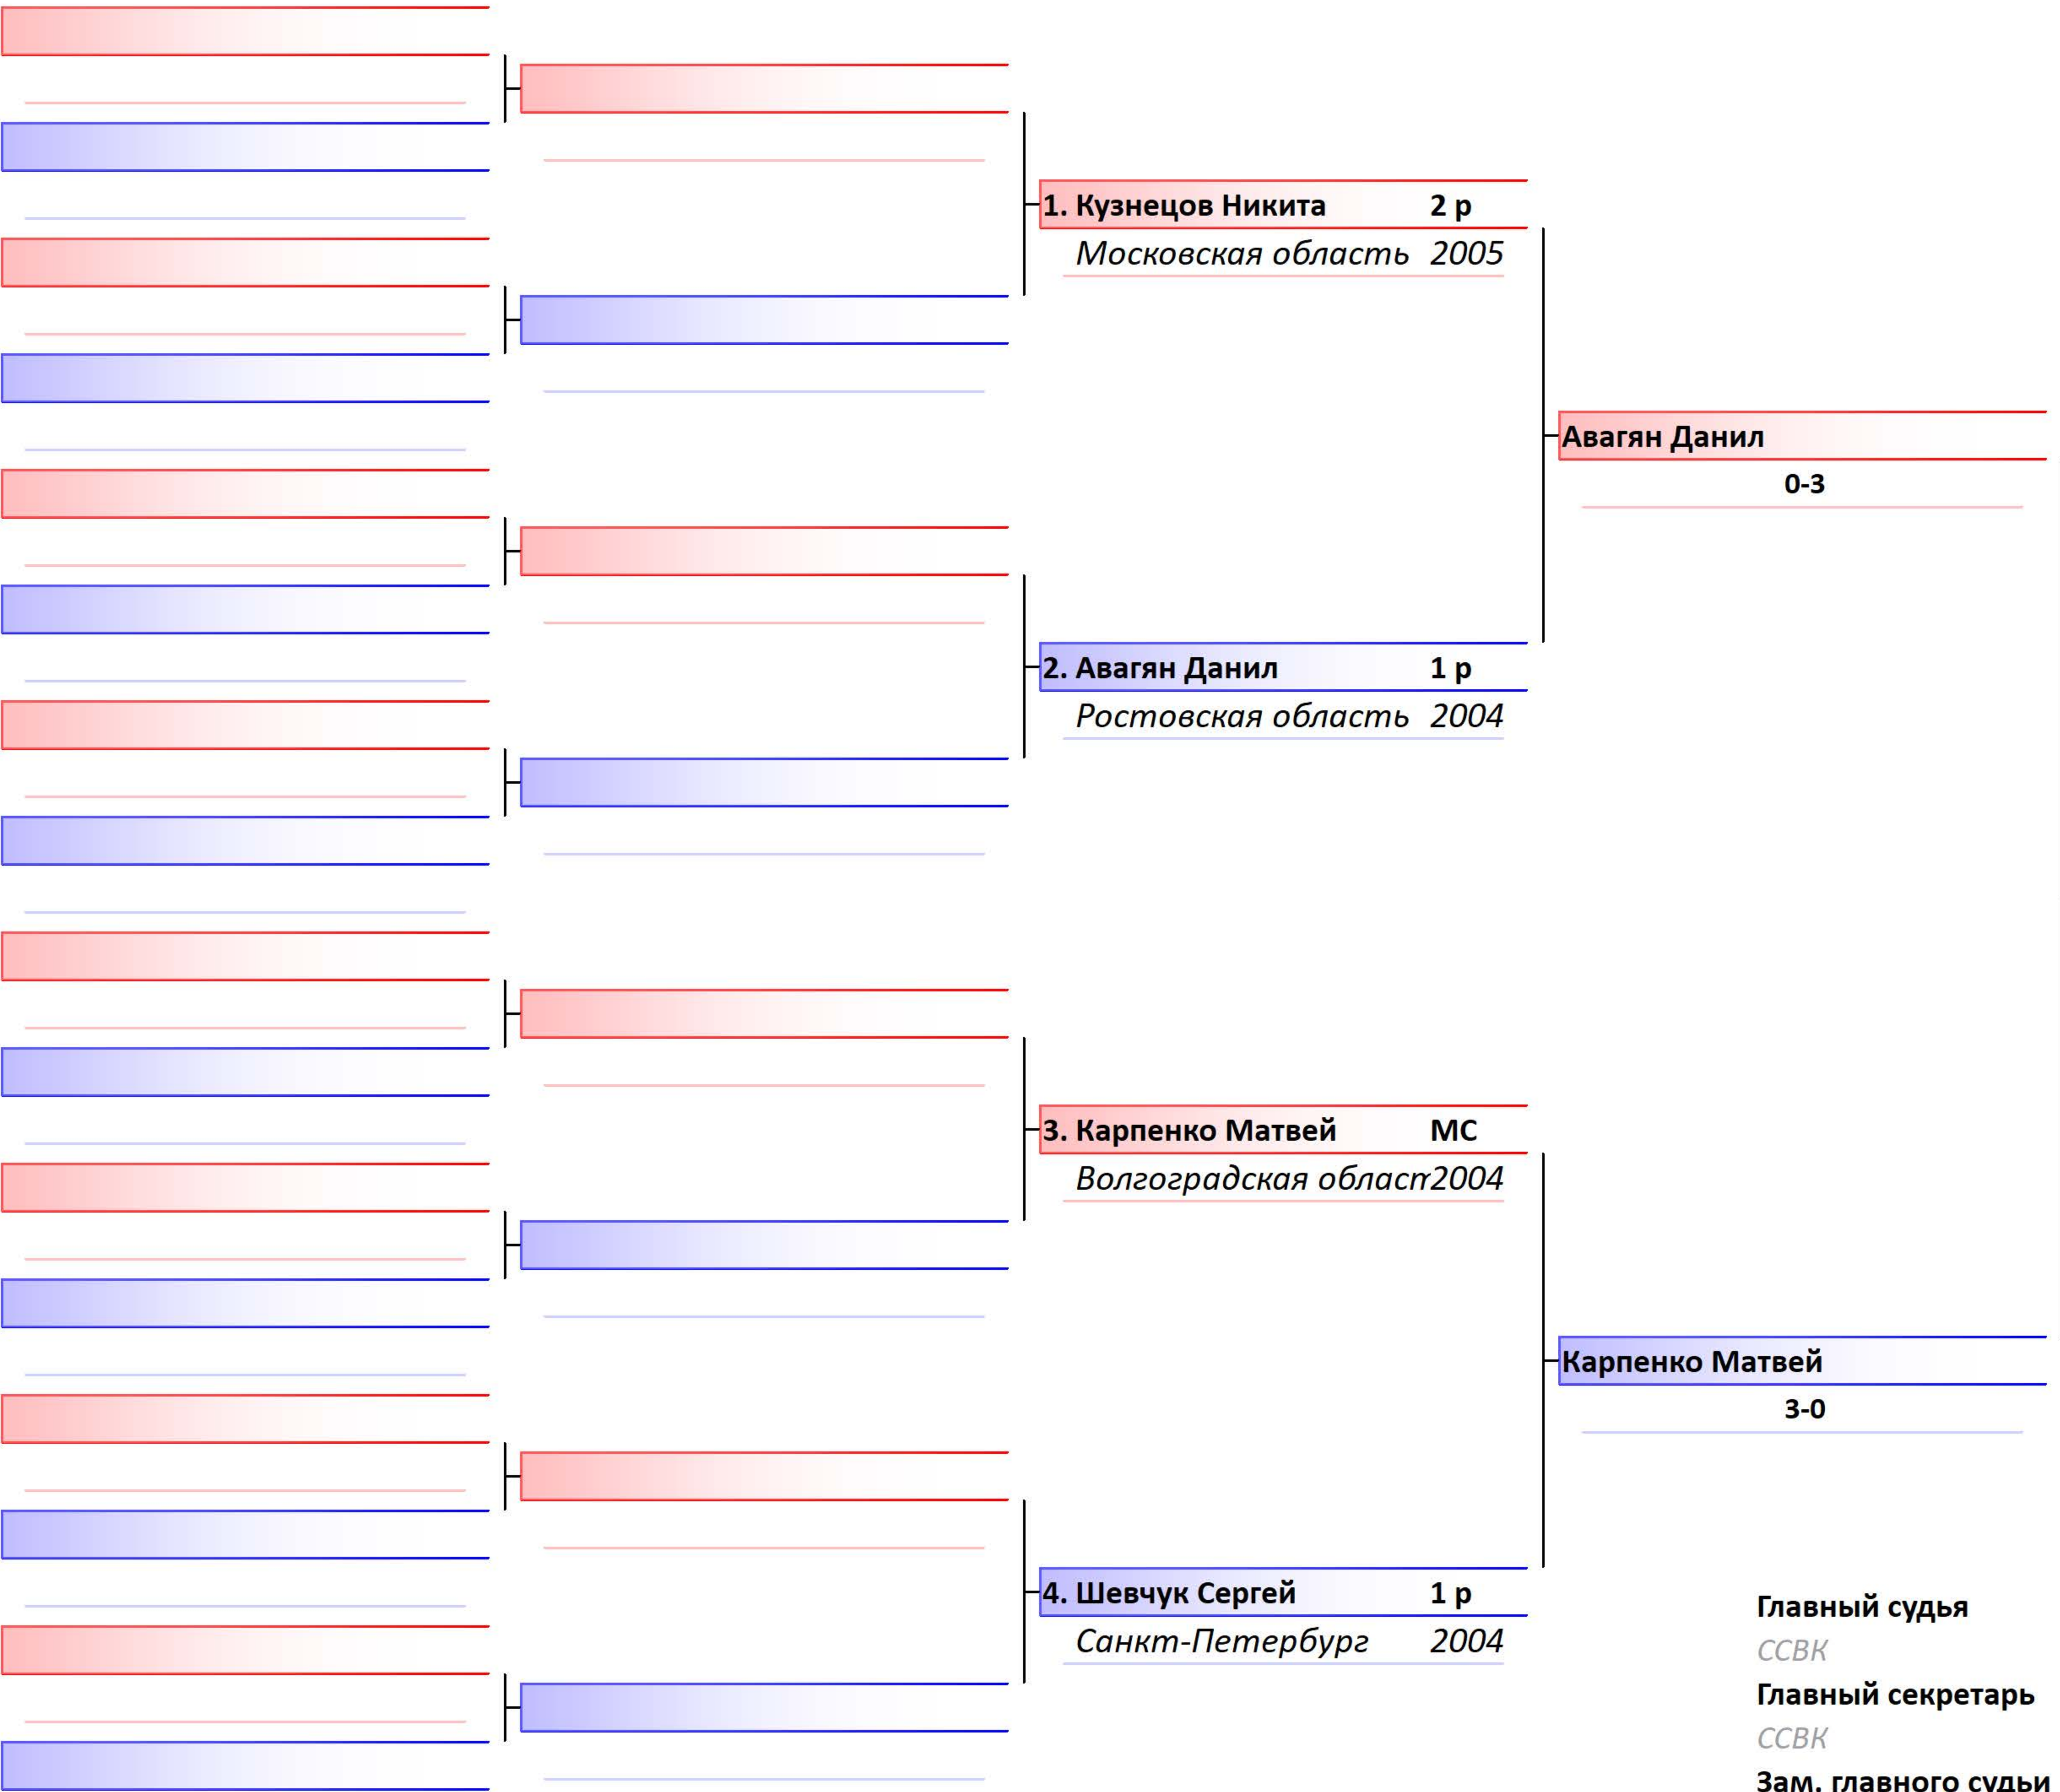 1. Кузнецов Никита 2 р
Московская область 2005
Авагян Данил
0-3
2. Авагян Данил 1 р
Ростовская область 2004
3. Карпенко Матвей МС
Волгоградская област 2004
Карпенко Матвей
3-0
4. Шевчук Сергей 1 р
Санкт-Петербург 2004
Главный судья
ССВК
Главный секретарь
ССВК
Зам. главного судьи